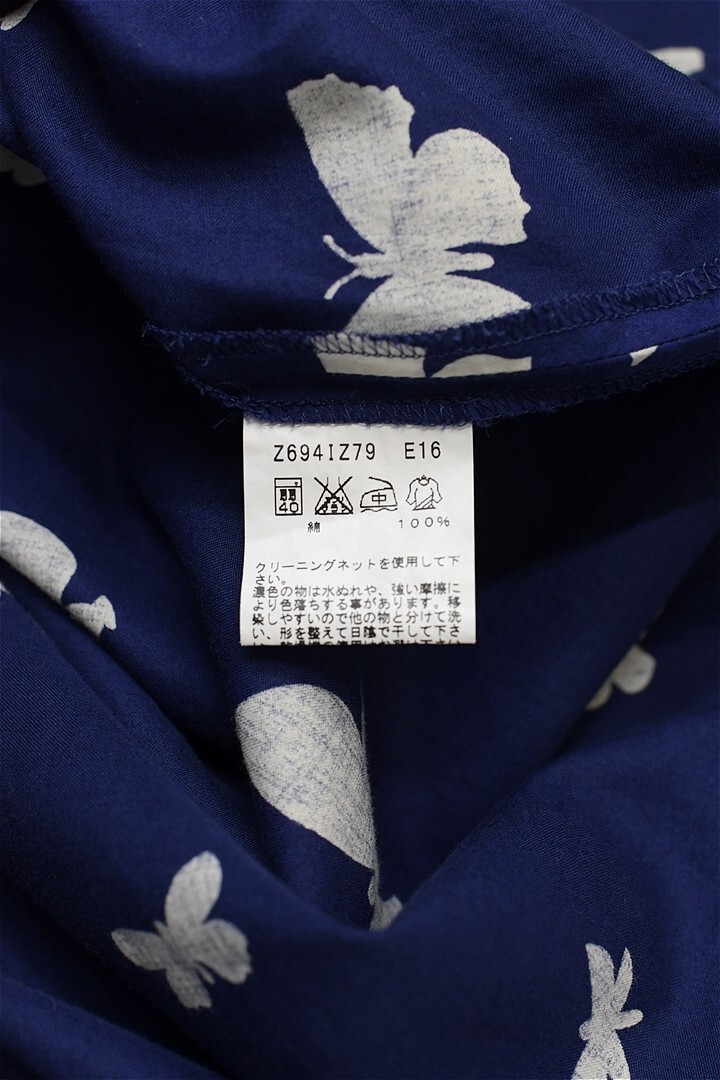 Z694IZ79 E16
40
中
綿 100%
クリーニングネットを使用して下
さい。
濃色の物は水ぬれや、強い摩擦に
より色落ちする事があります。移
染しやすいので他の物と分けて洗
い、形を整えて日陰で干して下さ